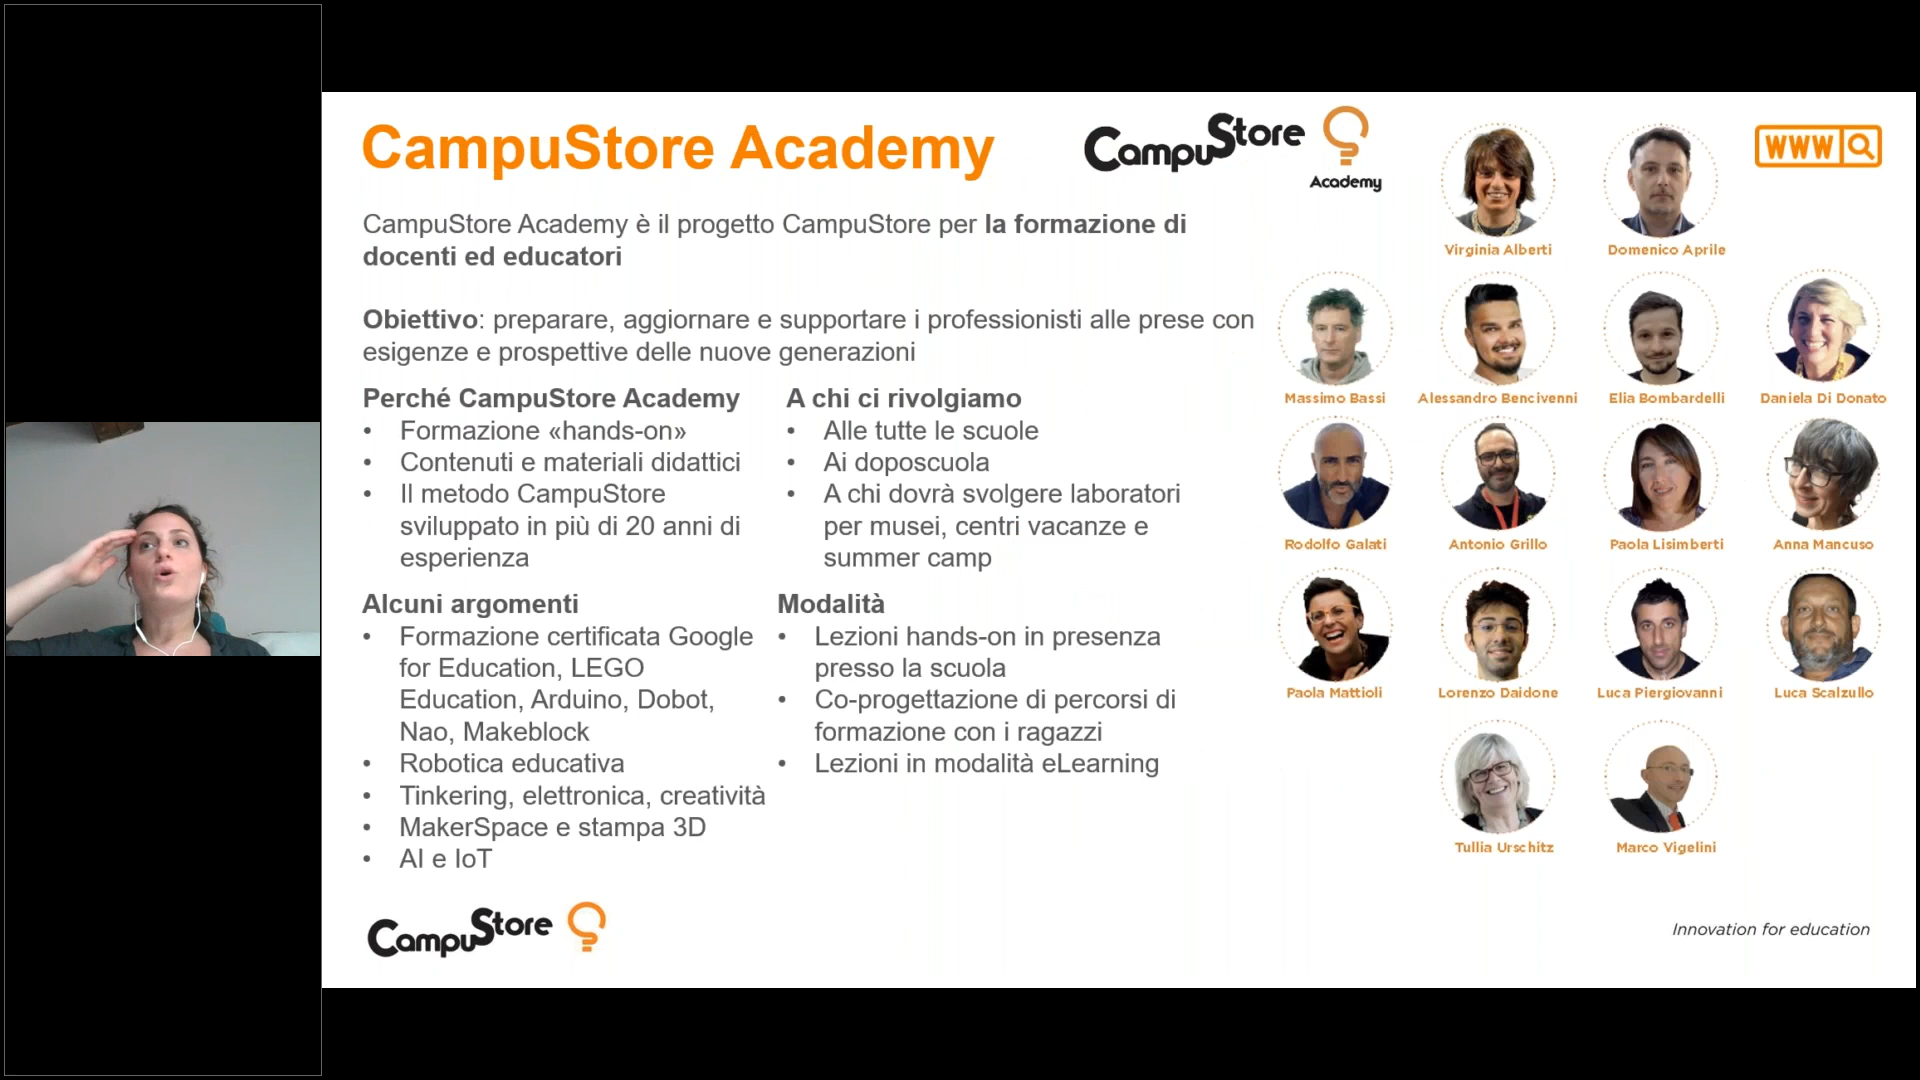 CampuStore Academy
CampuStore
Academy
WWW
CampuStore Academy è il progetto CampuStore per la formazione di
docenti ed educatori
Obiettivo: preparare, aggiornare e supportare i professionisti alle prese con
esigenze e prospettive delle nuove generazioni
Perché CampuStore Academy
• Formazione «hands-on»
• Contenuti e materiali didattici
• Il metodo CampuStore
sviluppato in più di 20 anni di
esperienza
A chi ci rivolgiamo
• Alle tutte le scuole
• Ai doposcuola
• A chi dovrà svolgere laboratori
per musei, centri vacanze e
summer camp
Alcuni argomenti
• Formazione certificata Google
for Education, LEGO
Education, Arduino, Dobot,
Nao, Makeblock
• Robotica educativa
• Tinkering, elettronica, creatività
• MakerSpace e stampa 3D
• AI e IoT
Modalità
• Lezioni hands-on in presenza
presso la scuola
• Co-progettazione di percorsi di
formazione con i ragazzi
• Lezioni in modalità eLearning
Virginia Alberti
Domenico Aprile
Massimo Bassi
Alessandro Bencivenni
Elia Bombardelli
Daniela Di Donato
Rodolfo Galati
Antonio Grillo
Paola Lisimberti
Anna Mancuso
Paola Mattioli
Lorenzo Daidone
Luca Piergiovanni
Luca Scalzullo
Tullia Urschitz
Marco Vigelini
CampuStore
Innovation for education